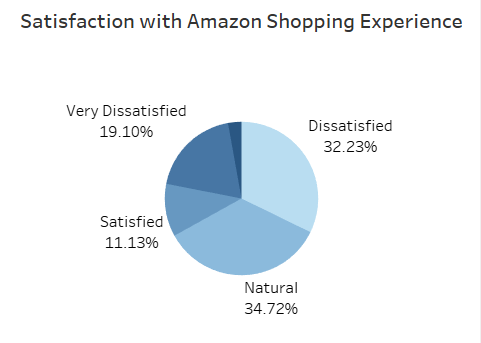 Satisfaction with Amazon Shopping Experience
Very Dissatisfied
19.10%
Dissatisfied
32.23%
Satisfied
11.13%
Natural
34.72%